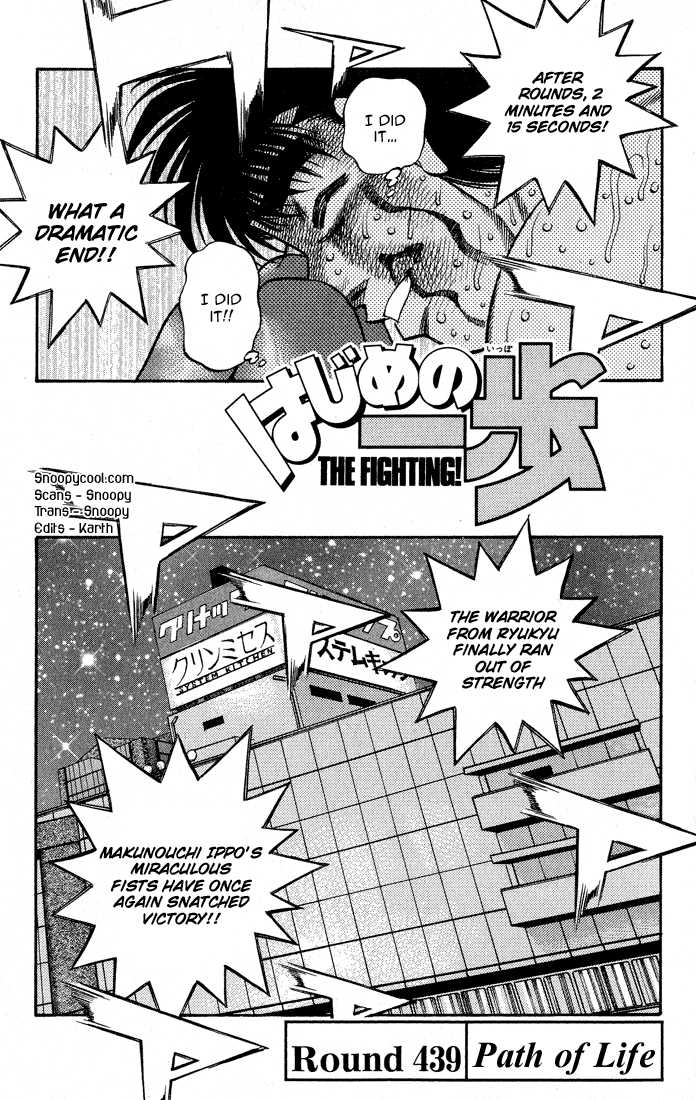 AFTER
ROUNDS, 2
MINUTES AND
15 SECONDS!
I DID
IT...
WHAT A
DRAMATIC
END!!
I DID
IT!!
はじめの一歩
いっぽ
THE FIGHTING!
Snoopycool.com
Scans - Snoopy
Trans - Snoopy
Edits - Karth
クリンミセス
SYSTEM KITCHEN
ステムキ
THE WARRIOR
FROM RYUKYU
FINALLY RAN
OUT OF
STRENGTH
MAKUNOUCHI IPPO'S
MIRACULOUS
FISTS HAVE ONCE
AGAIN SNATCHED
VICTORY!!
Round 439
Path of Life